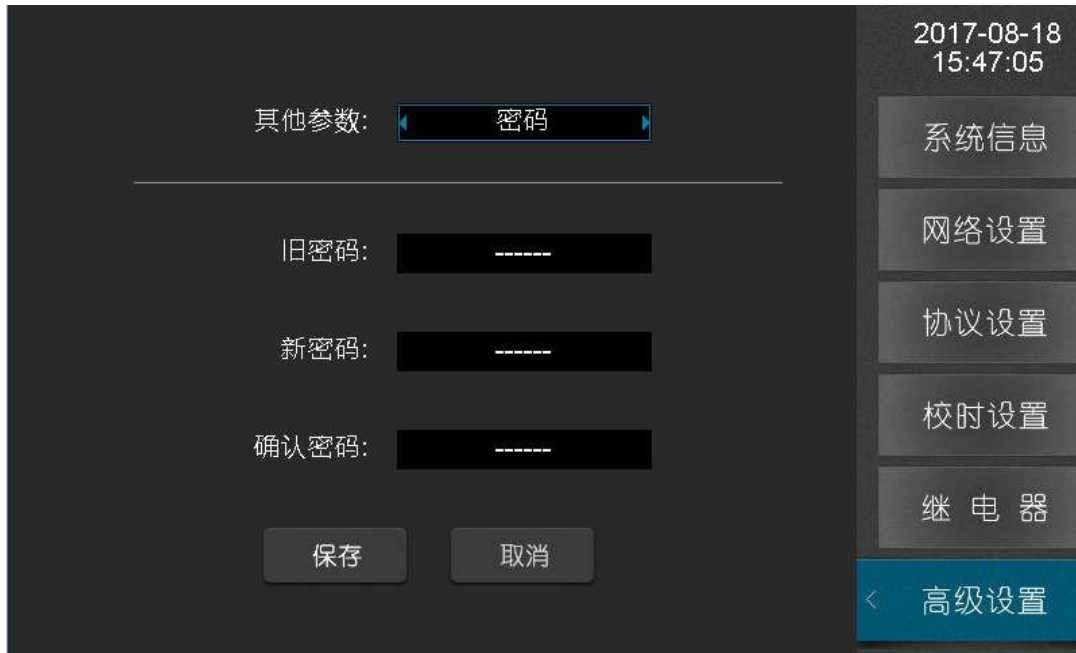 其他参数: 密码
旧密码: ------
新密码: ------
确认密码: ------
保存 取消
2017-08-18
15:47:05
系统信息
网络设置
协议设置
校时设置
继 电 器
< 高级设置